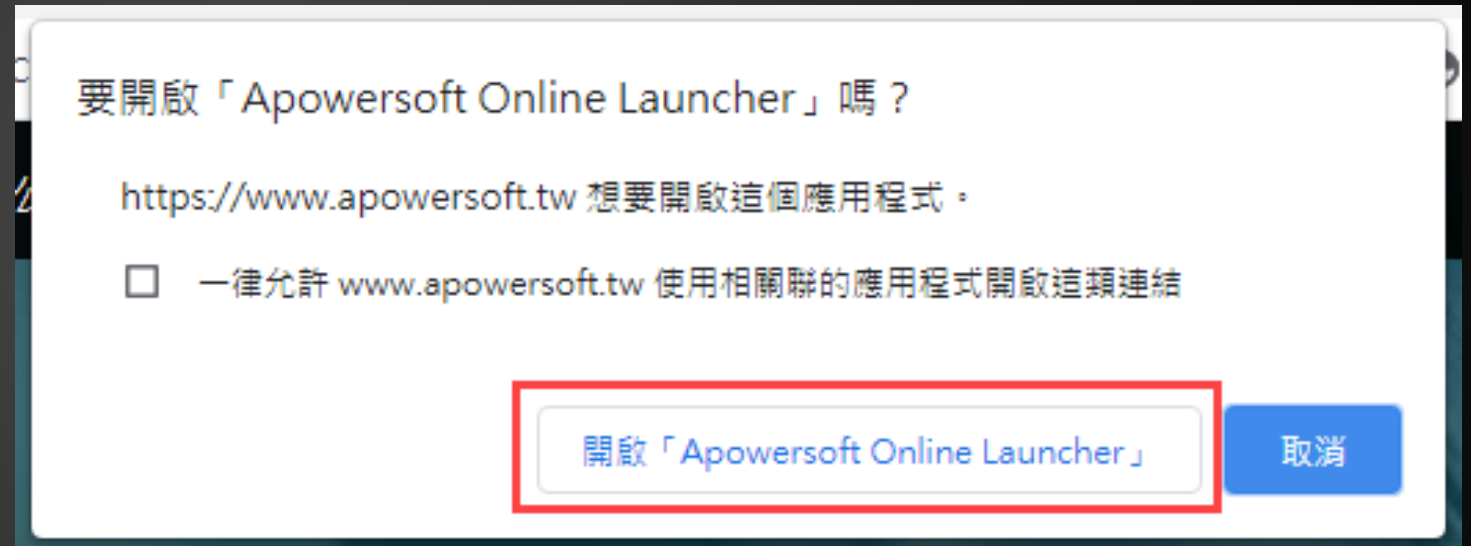 要開啟「Apowersoft Online Launcher」嗎？
https://www.apowersoft.tw 想要開啟這個應用程式。
一律允許 www.apowersoft.tw 使用相關聯的應用程式開啟這類連結
開啟「Apowersoft Online Launcher」
取消